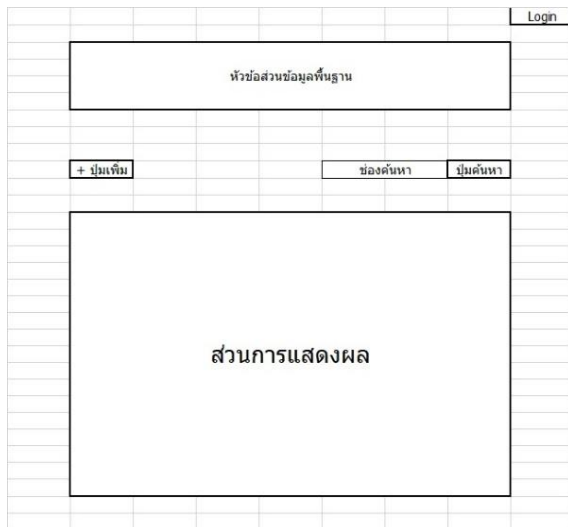 Login
หัวข้อส่วนข้อมูลพื้นฐาน
+ ปุ่มเพิ่ม
ช่องค้นหา
ปุ่มค้นหา
ส่วนการแสดงผล